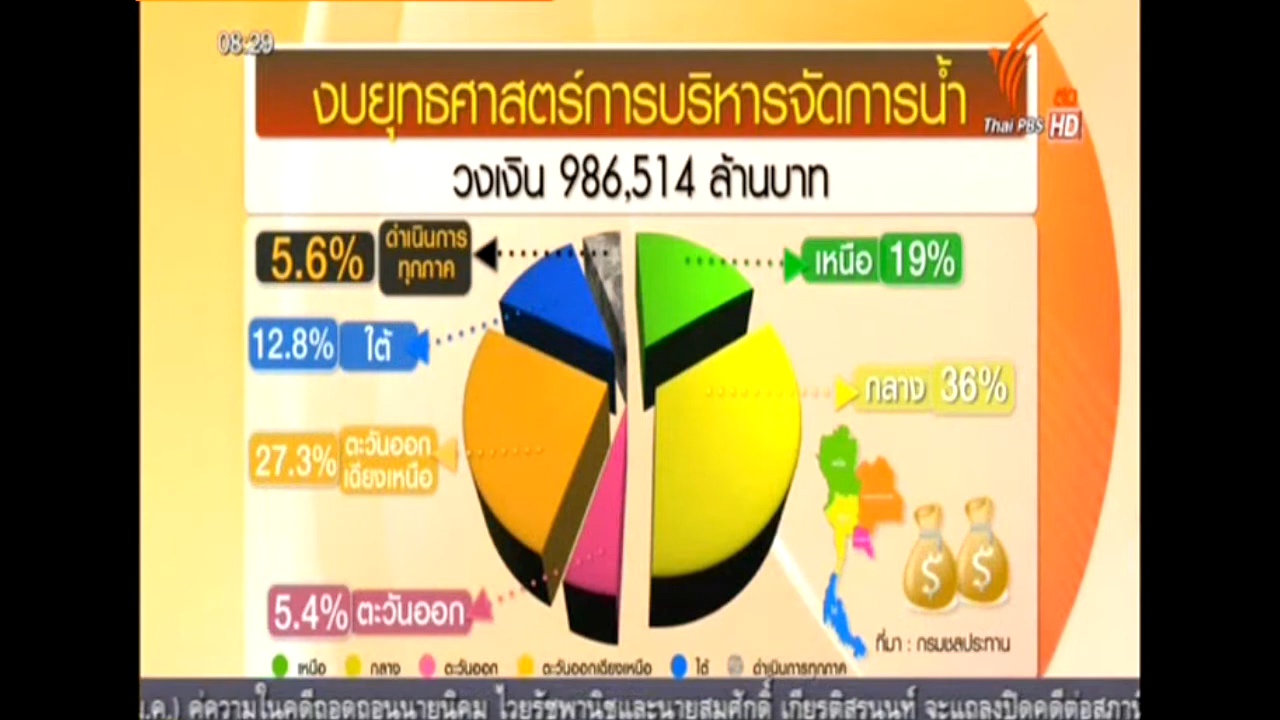 08:29
งบยุทธศาสตร์การบริหารจัดการน้ำ
Thai PBS HD
วงเงิน 986,514 ล้านบาท
5.6% ดำเนินการ
ทุกภาค
เหนือ 19%
12.8% ใต้
กลาง 36%
27.3% ตะวันออก
เฉียงเหนือ
5.4% ตะวันออก
ที่มา : กรมชลประทาน
เหนือ กลาง ตะวันออก ตะวันออกเฉียงเหนือ ใต้ ดำเนินการทุกภาค
ม.ค.) คู่ความในคดีถอดถอนนายนิคม ไวยรัชพานิชและนายสมศักดิ์ เกียรติสุรนนท์ จะแถลงปิดคดีต่อสภานิ